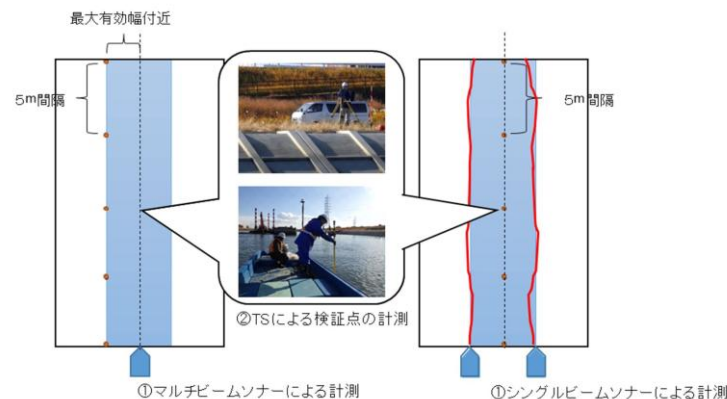 最大有効幅付近
5m間隔
5m間隔
②TSによる検証点の計測
①マルチビームソナーによる計測
①シングルビームソナーによる計測